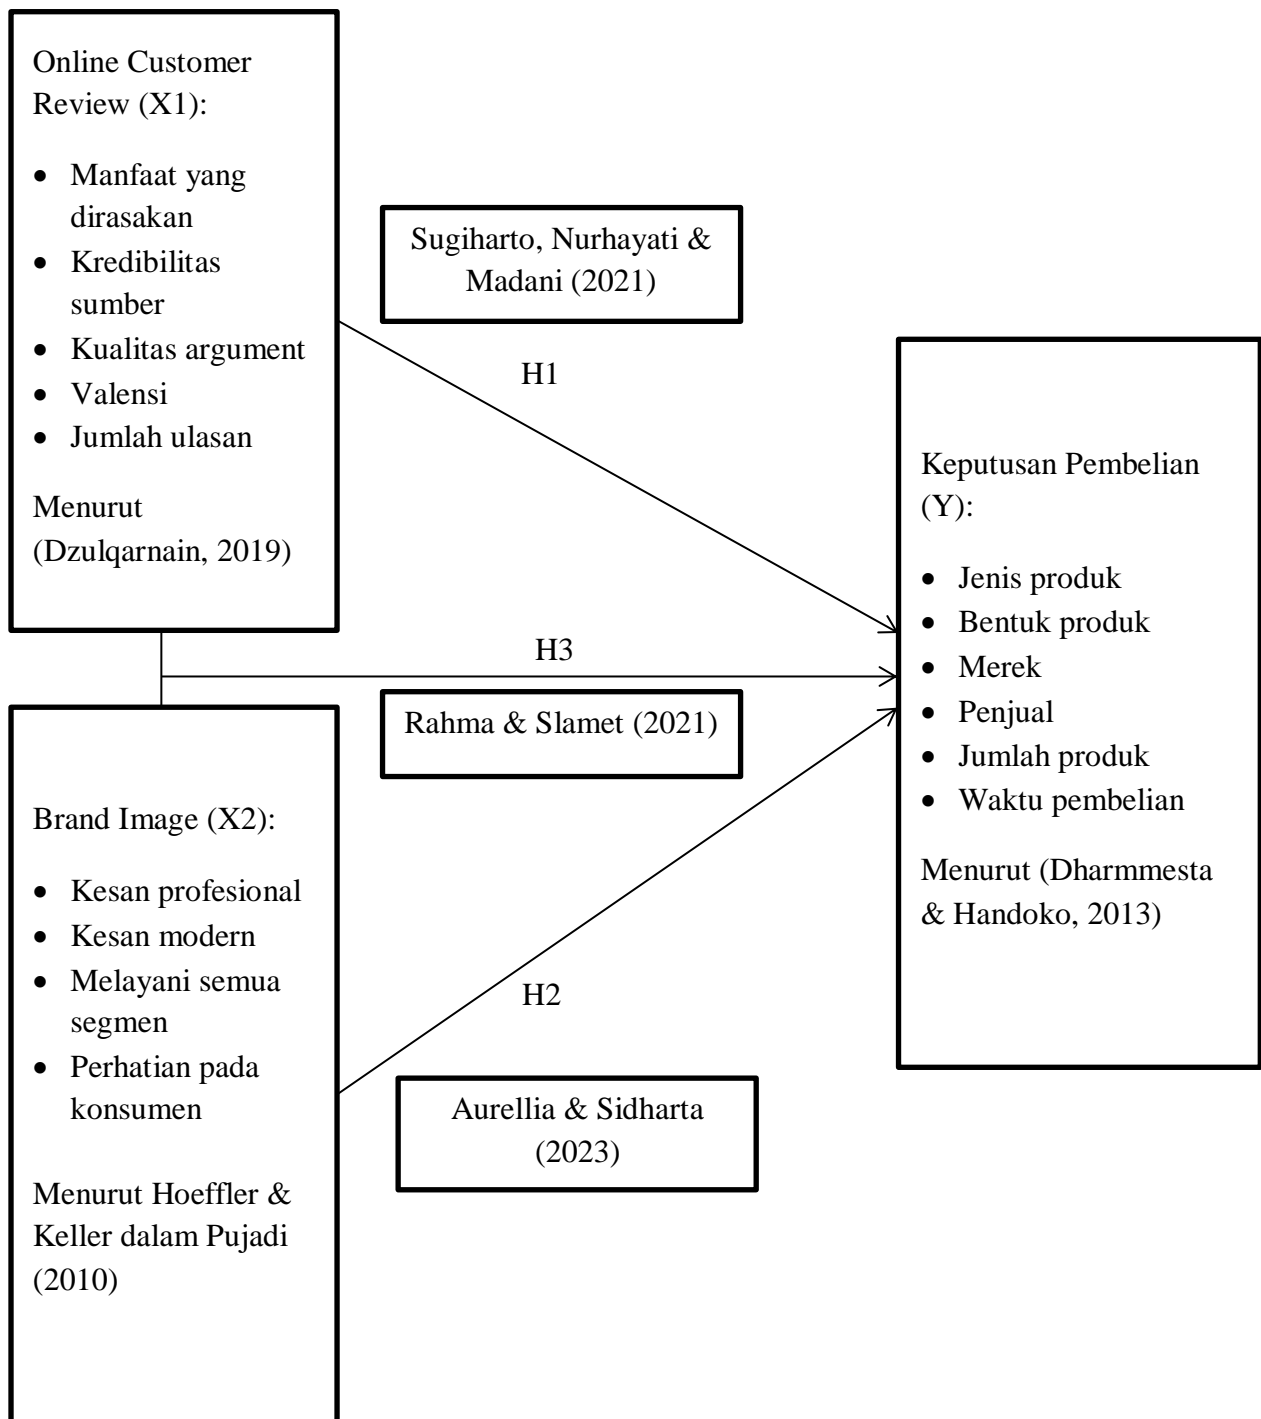 Online Customer
Review (X1):
• Manfaat yang
dirasakan
• Kredibilitas
sumber
• Kualitas argument
• Valensi
• Jumlah ulasan
Menurut
(Dzulqarnain, 2019)
Sugiharto, Nurhayati &
Madani (2021)
H1
H3
Rahma & Slamet (2021)
Brand Image (X2):
• Kesan profesional
• Kesan modern
• Melayani semua
segmen
• Perhatian pada
konsumen
Menurut Hoeffler &
Keller dalam Pujadi
(2010)
H2
Aurellia & Sidharta
(2023)
Keputusan Pembelian
(Y):
• Jenis produk
• Bentuk produk
• Merek
• Penjual
• Jumlah produk
• Waktu pembelian
Menurut (Dharmmesta
& Handoko, 2013)